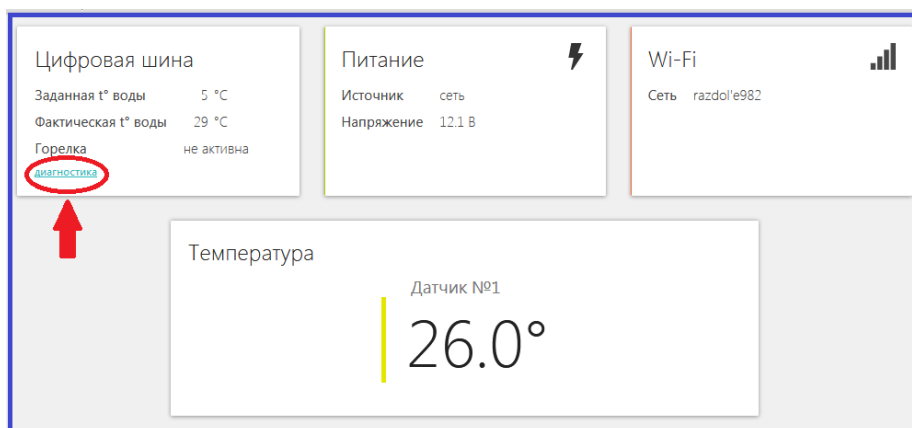 Цифровая шина
Заданная t° воды 5 °C
Фактическая t° воды 29 °C
Горелка не активна
диагностика
Питание
Источник сеть
Напряжение 12.1 В
Wi-Fi
Сеть razdol'e982
Температура
Датчик №1
26.0°